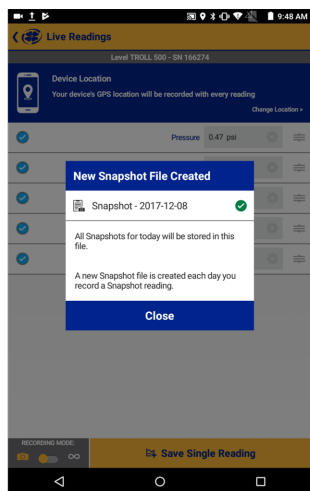 9:48 AM
Live Readings
Level TROLL 500 - SN 166274
Device Location
Your device's GPS location will be recorded with every reading
Change Location >
Pressure 0.47 psi
New Snapshot File Created
Snapshot - 2017-12-08
All Snapshots for today will be stored in this
file.
A new Snapshot file is created each day you
record a Snapshot reading.
Close
RECORDING MODE:
Save Single Reading